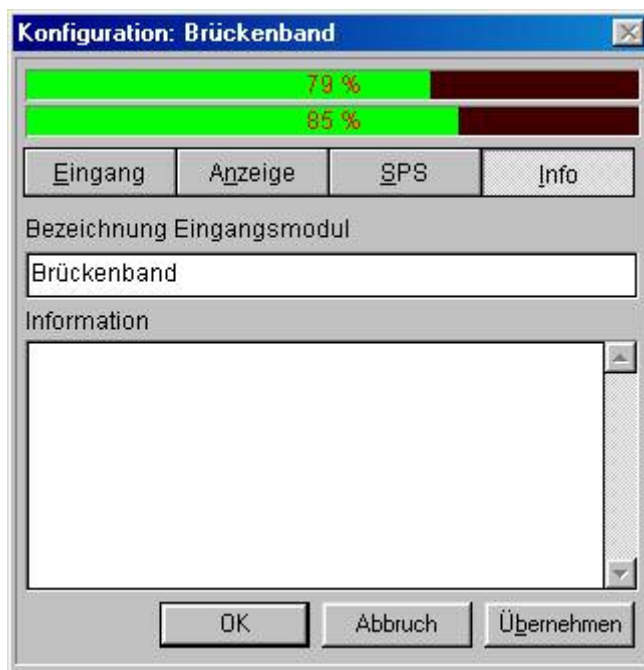 Konfiguration: Brückenband
79 %
85 %
Eingang Anzeige SPS Info
Bezeichnung Eingangsmodul
Brückenband
Information
OK Abbruch Übernehmen